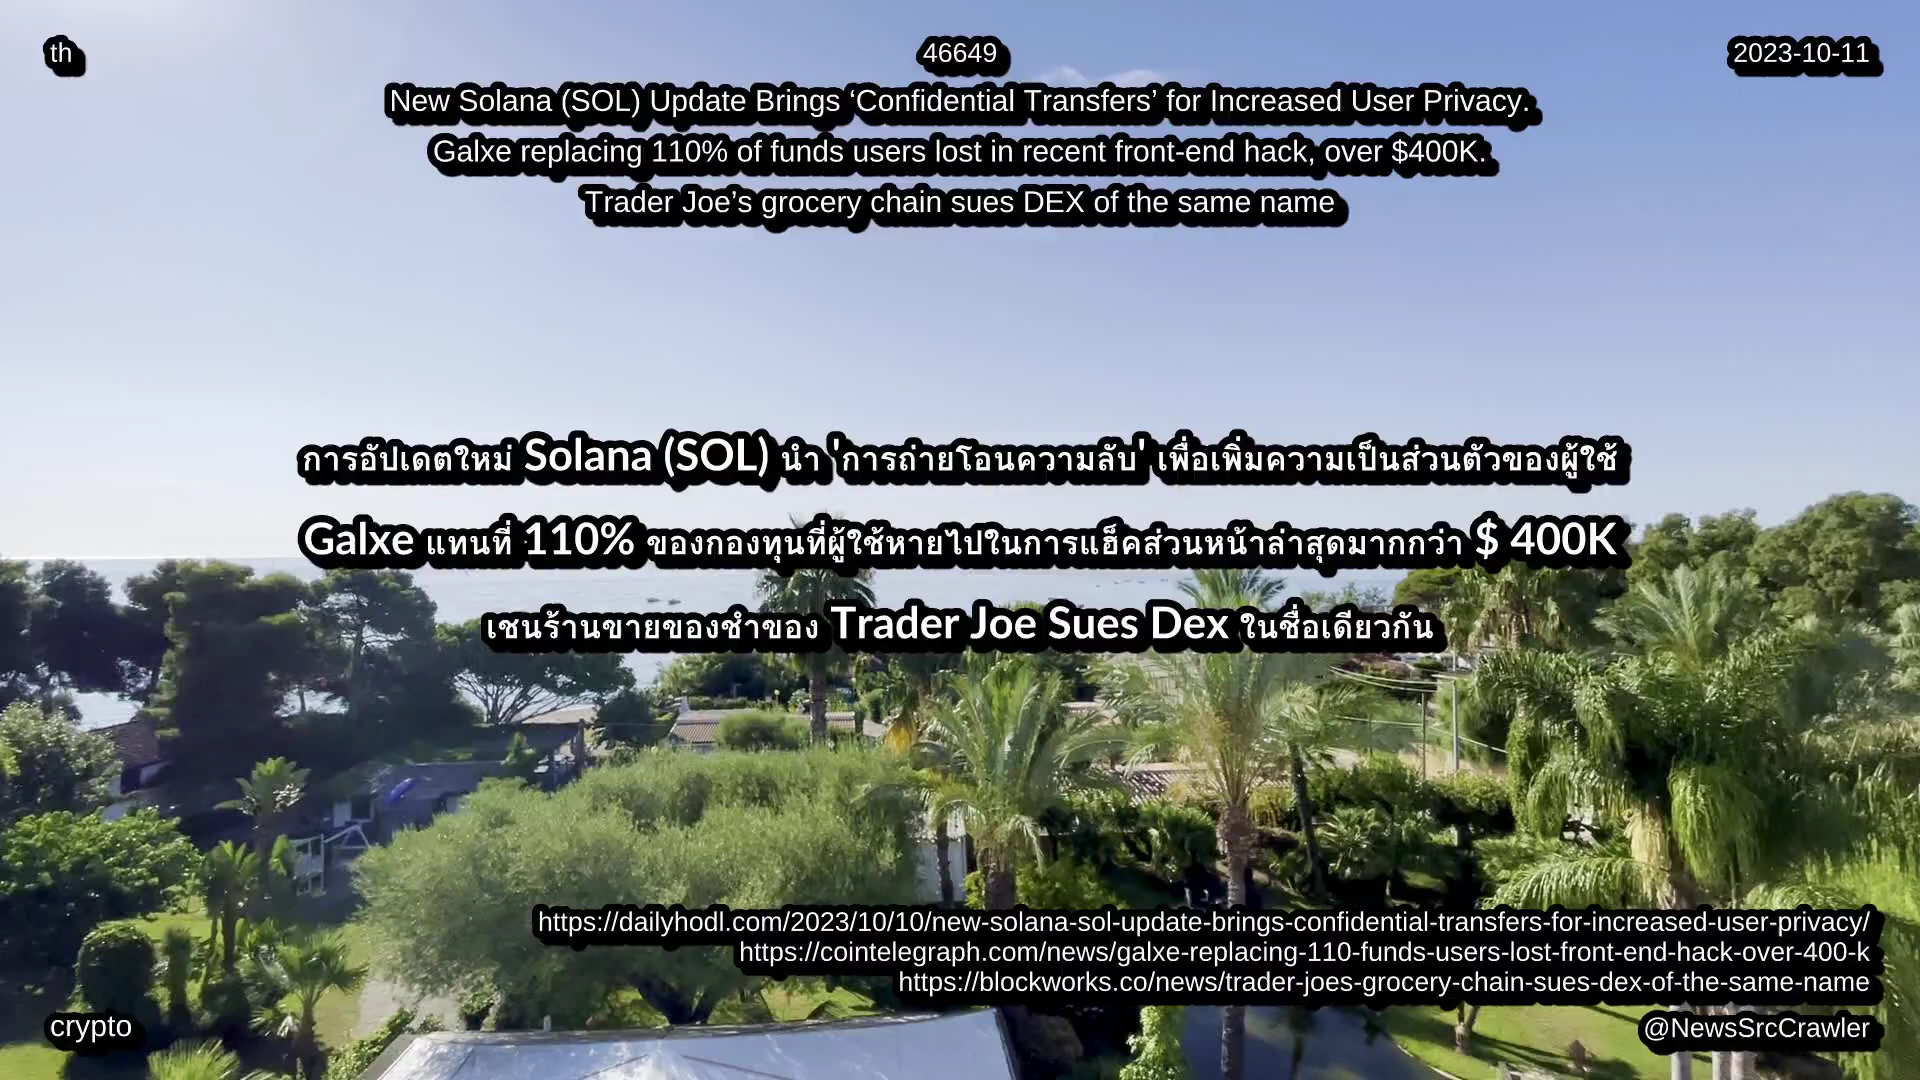 th
46649
2023-10-11
New Solana (SOL) Update Brings ‘Confidential Transfers’ for Increased User Privacy.
Galxe replacing 110% of funds users lost in recent front-end hack, over $400K.
Trader Joe’s grocery chain sues DEX of the same name
การอัปเดตใหม่ Solana (SOL) นำ 'การถ่ายโอนความลับ' เพื่อเพิ่มความเป็นส่วนตัวของผู้ใช้
Galxe แทนที่ 110% ของกองทุนที่ผู้ใช้หายไปในการแฮ็คส่วนหน้าล่าสุดมากกว่า $ 400K
เชนร้านขายของชำของ Trader Joe Sues Dex ในชื่อเดียวกัน
https://dailyhodl.com/2023/10/10/new-solana-sol-update-brings-confidential-transfers-for-increased-user-privacy/
https://cointelegraph.com/news/galxe-replacing-110-funds-users-lost-front-end-hack-over-400-k
https://blockworks.co/news/trader-joes-grocery-chain-sues-dex-of-the-same-name
crypto
@NewsSrcCrawler